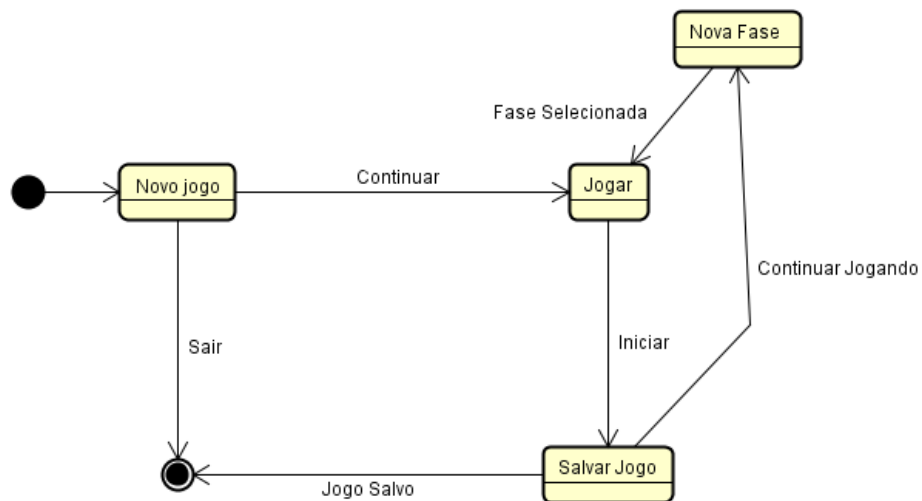 Nova Fase
Fase Selecionada
Novo jogo
Continuar
Jogar
Continuar Jogando
Sair
Iniciar
Salvar Jogo
Jogo Salvo